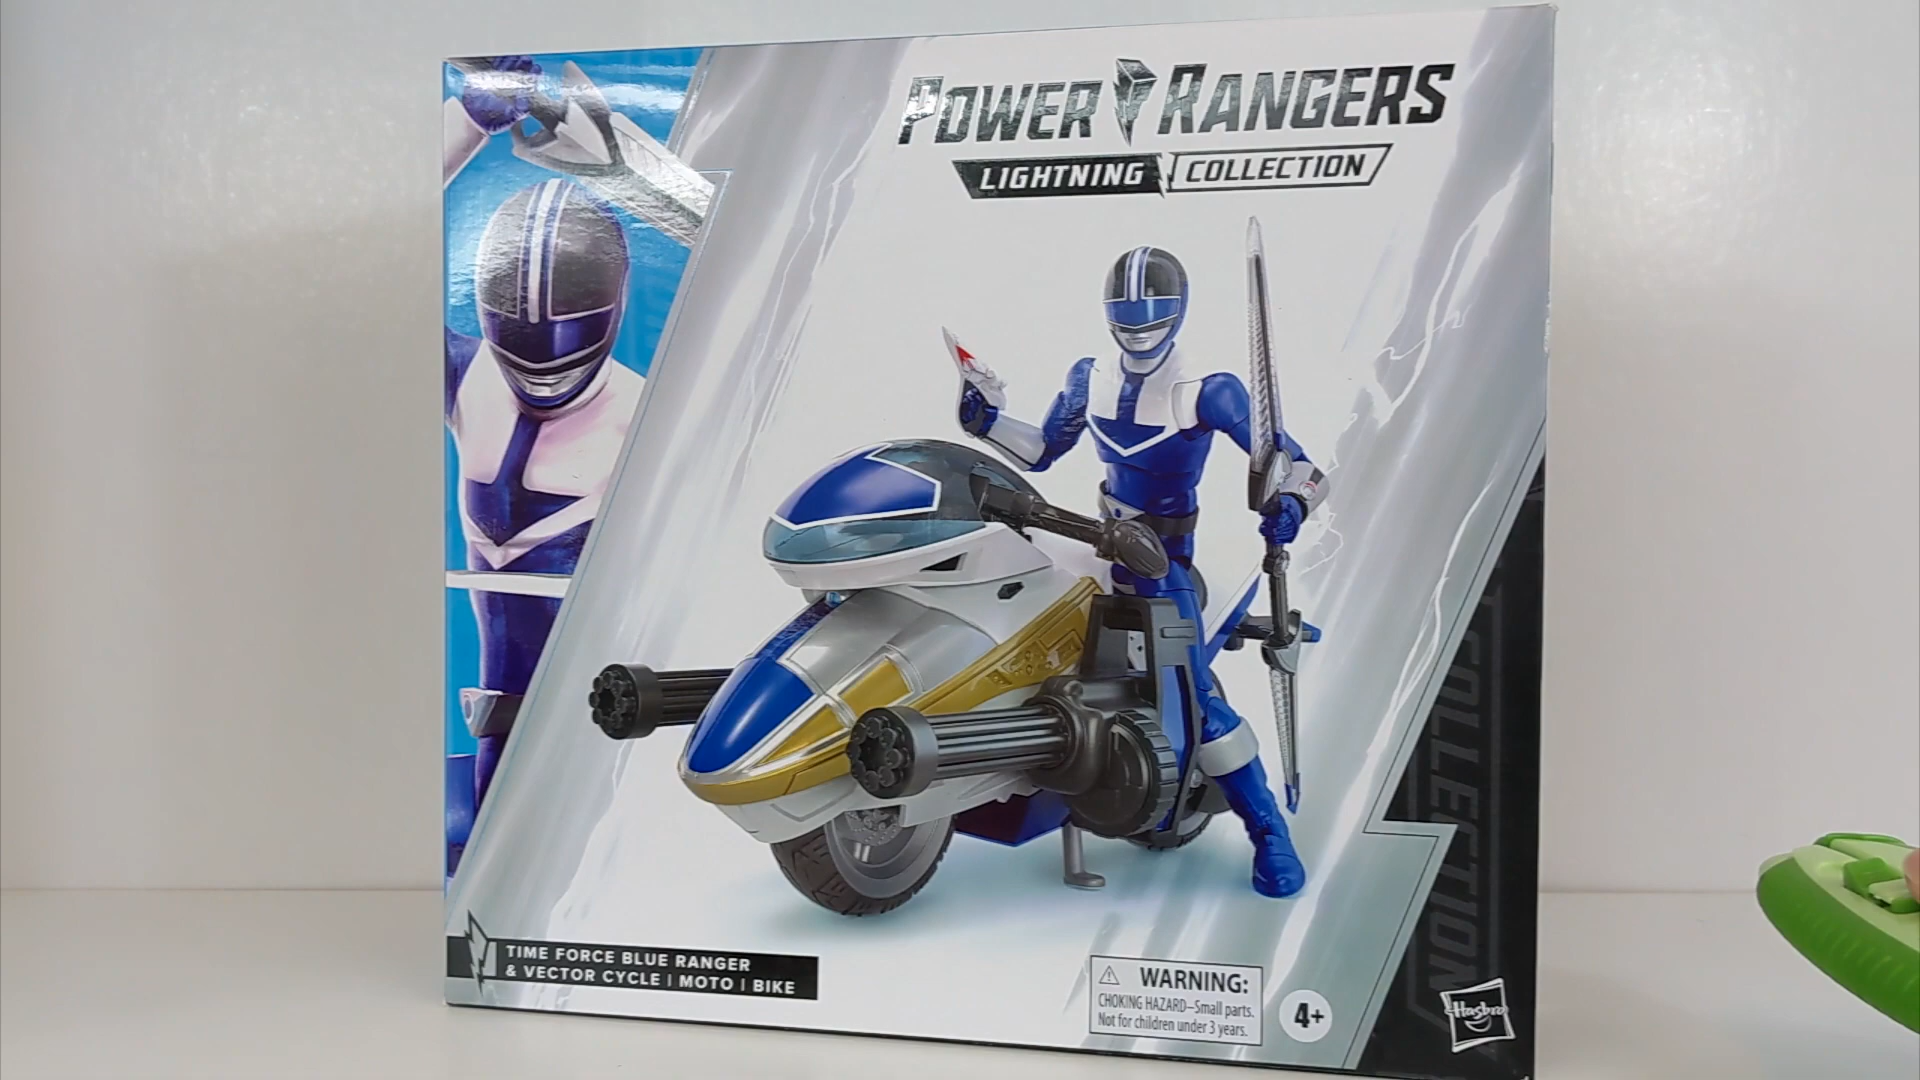 POWER RANGERS
LIGHTNING COLLECTION
COLLECTION
TIME FORCE BLUE RANGER
& VECTOR CYCLE | MOTO | BIKE
WARNING:
CHOKING HAZARD–Small parts.
Not for children under 3 years.
4+
Hasbro